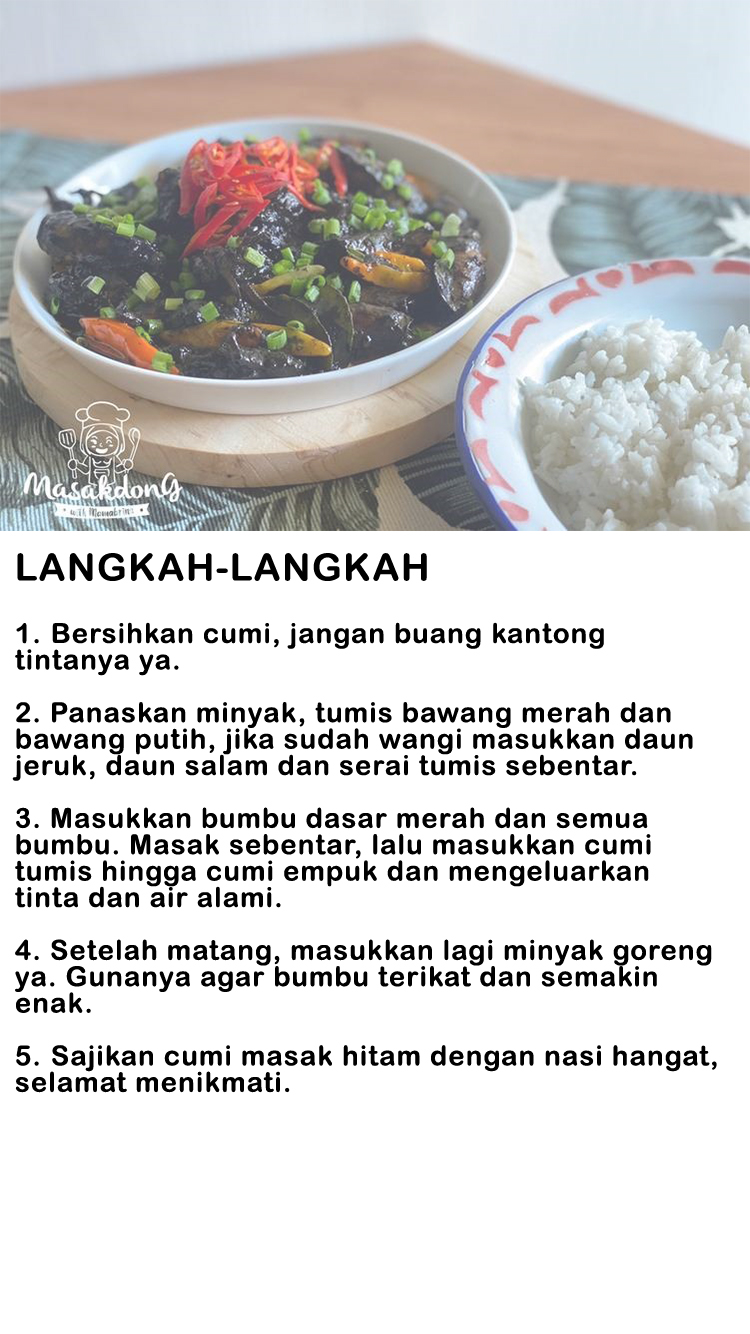 Masakdong
LANGKAH-LANGKAH
1. Bersihkan cumi, jangan buang kantong
tintanya ya.
2. Panaskan minyak, tumis bawang merah dan
bawang putih, jika sudah wangi masukkan daun
jeruk, daun salam dan serai tumis sebentar.
3. Masukkan bumbu dasar merah dan semua
bumbu. Masak sebentar, lalu masukkan cumi
tumis hingga cumi empuk dan mengeluarkan
tinta dan air alami.
4. Setelah matang, masukkan lagi minyak goreng
ya. Gunanya agar bumbu terikat dan semakin
enak.
5. Sajikan cumi masak hitam dengan nasi hangat,
selamat menikmati.